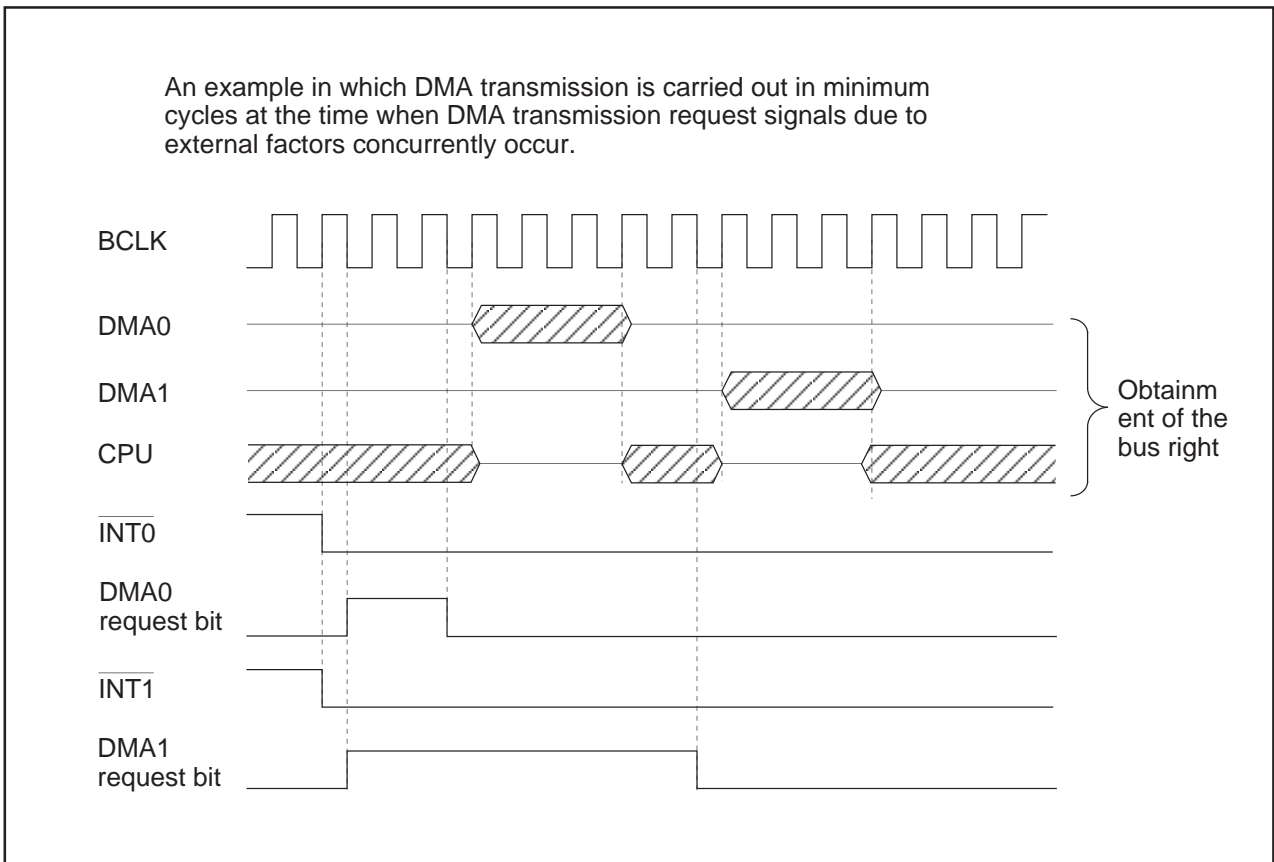 An example in which DMA transmission is carried out in minimum
cycles at the time when DMA transmission request signals due to
external factors concurrently occur.
BCLK
DMA0
DMA1
CPU
Obtainm
ent of the
bus right
INT0
DMA0
request bit
INT1
DMA1
request bit